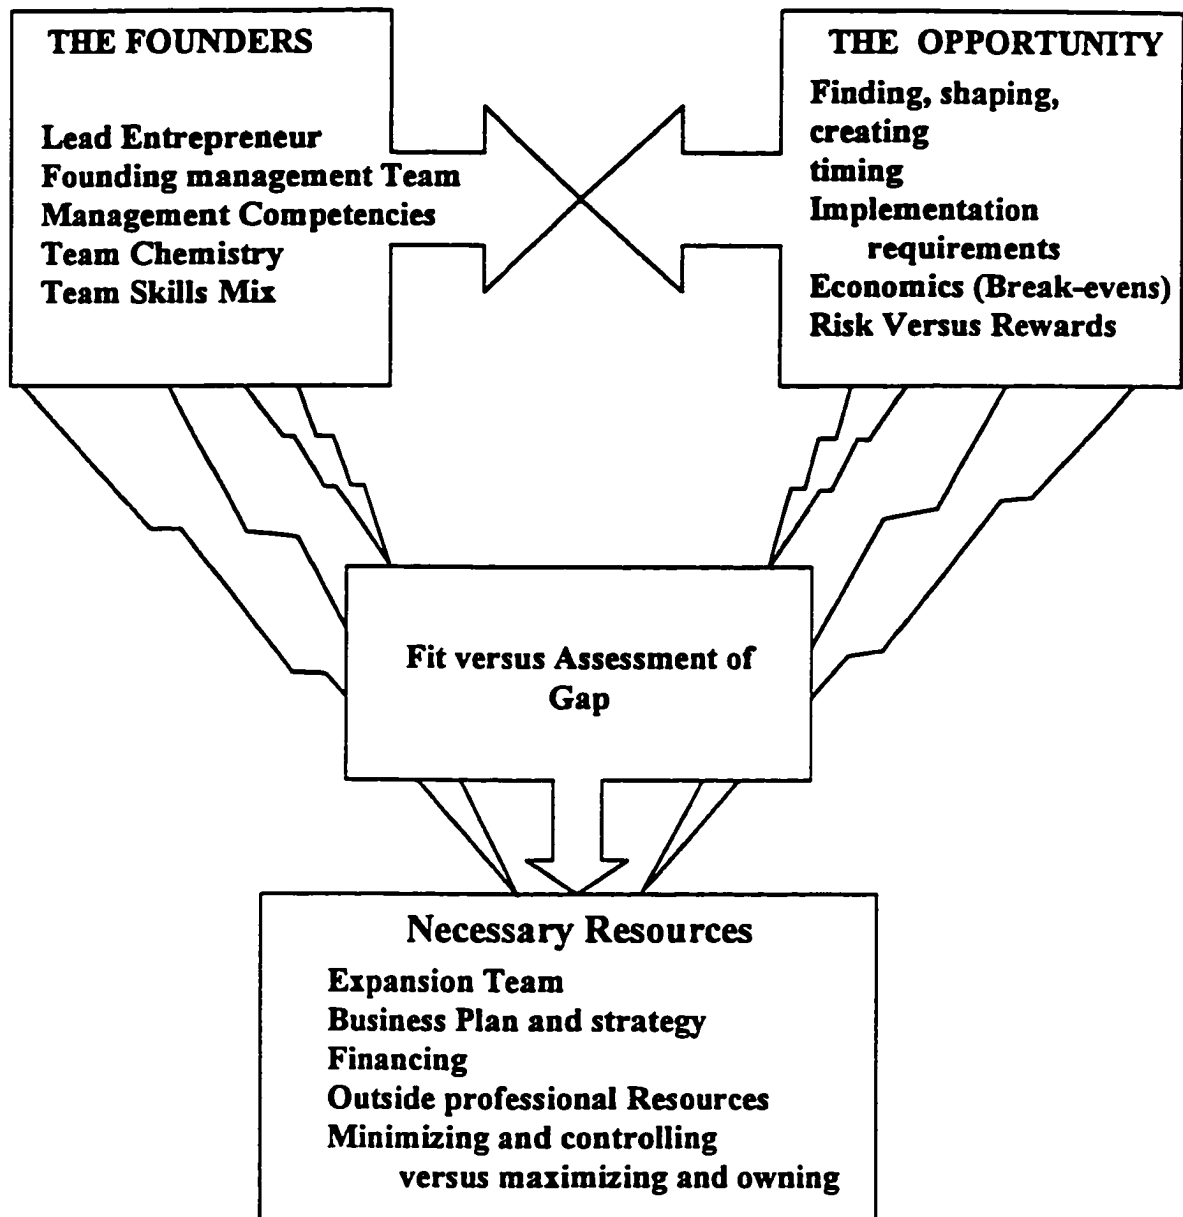 THE FOUNDERS
Lead Entrepreneur
Founding management Team
Management Competencies
Team Chemistry
Team Skills Mix
THE OPPORTUNITY
Finding, shaping,
creating
timing
Implementation
requirements
Economics (Break-evens)
Risk Versus Rewards
Fit versus Assessment of
Gap
Necessary Resources
Expansion Team
Business Plan and strategy
Financing
Outside professional Resources
Minimizing and controlling
versus maximizing and owning